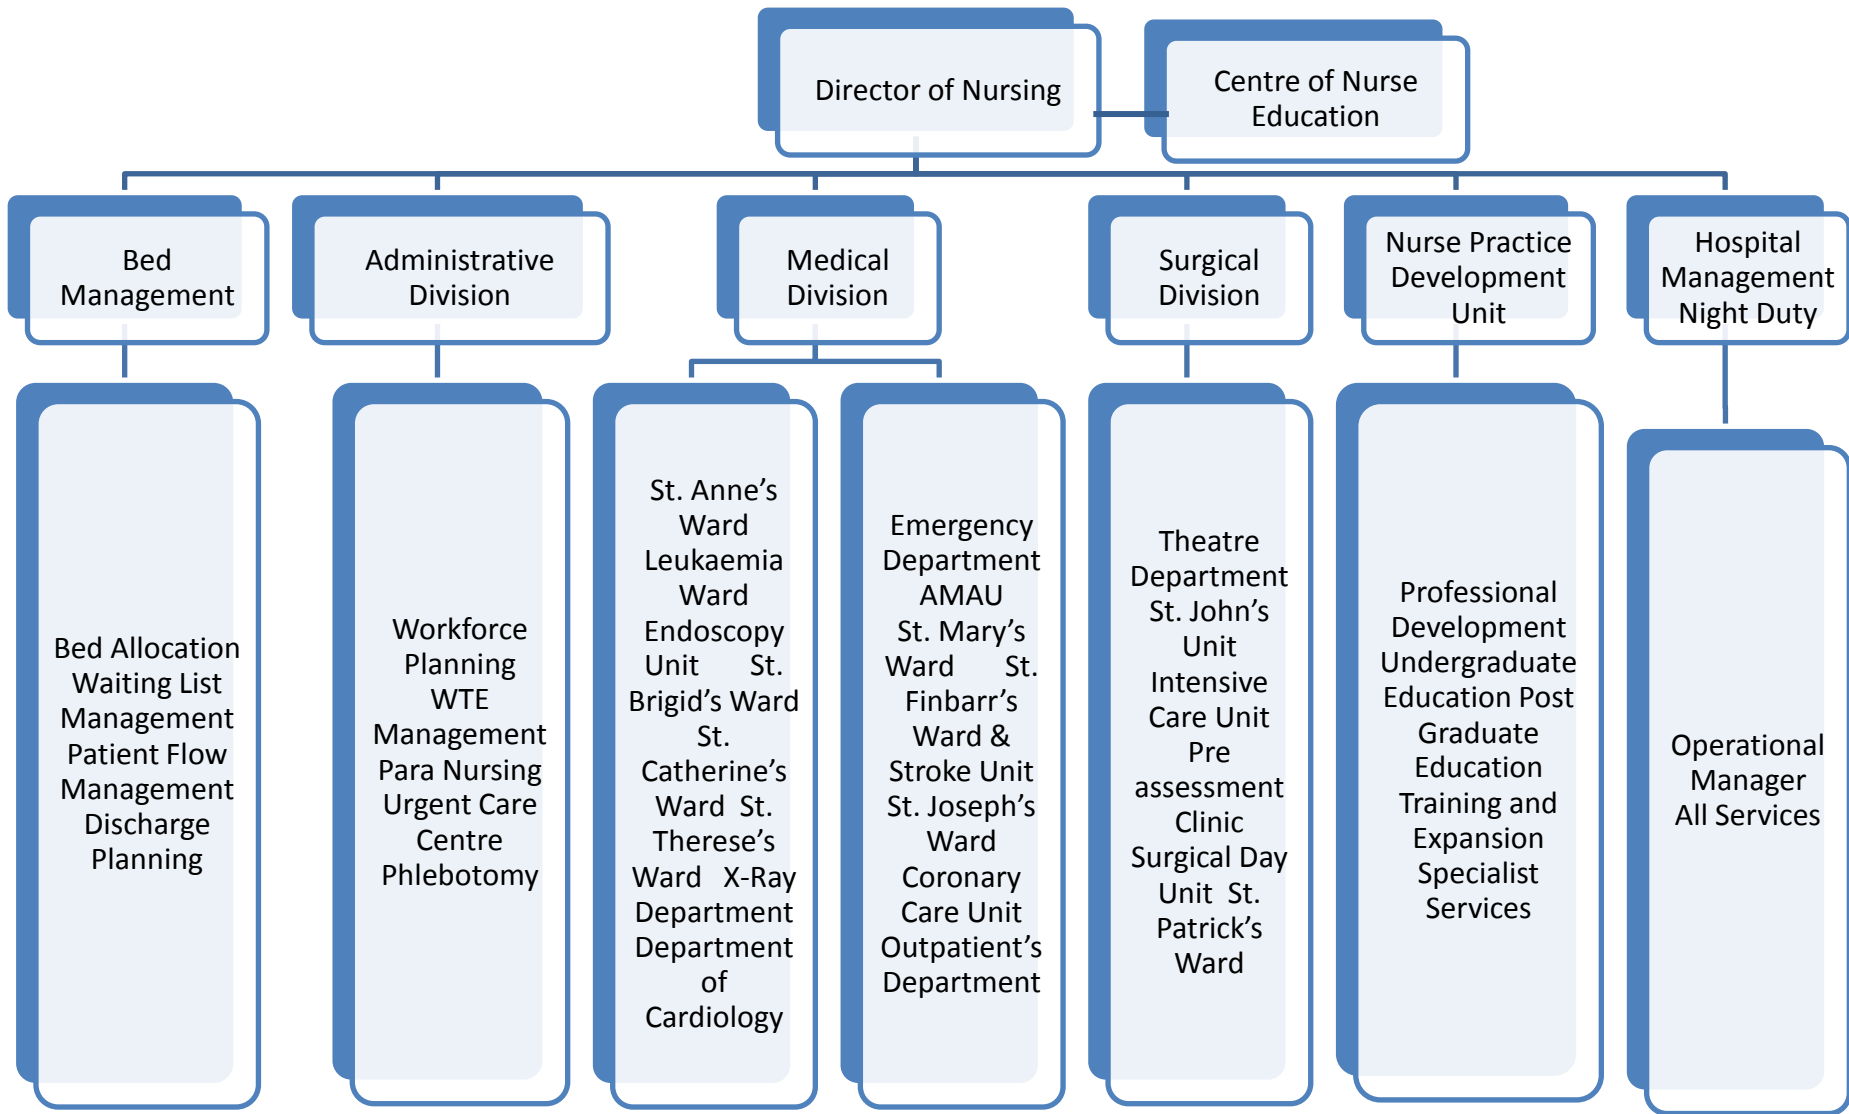 Director of Nursing
Centre of Nurse
Education
Bed
Management
Administrative
Division
Medical
Division
Surgical
Division
Nurse Practice
Development
Unit
Hospital
Management
Night Duty
Bed Allocation
Waiting List
Management
Patient Flow
Management
Discharge
Planning
Workforce
Planning
WTE
Management
Para Nursing
Urgent Care
Centre
Phlebotomy
St. Anne’s
Ward
Leukaemia
Ward
Endoscopy
Unit St.
Brigid’s Ward
St.
Catherine’s
Ward St.
Therese’s
Ward X-Ray
Department
Department
of
Cardiology
Emergency
Department
AMAU
St. Mary’s
Ward St.
Finbarr’s
Ward &
Stroke Unit
St. Joseph’s
Ward
Coronary
Care Unit
Outpatient’s
Department
Theatre
Department
St. John’s
Unit
Intensive
Care Unit
Pre
assessment
Clinic
Surgical Day
Unit St.
Patrick’s
Ward
Professional
Development
Undergraduate
Education Post
Graduate
Education
Training and
Expansion
Specialist
Services
Operational
Manager
All Services